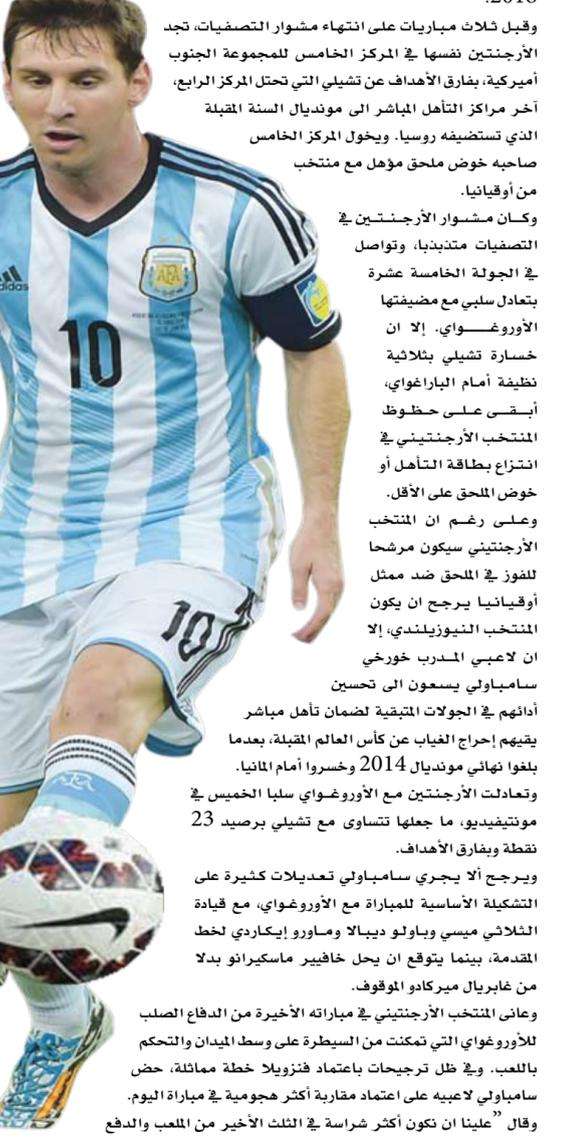 2018.
وقبل ثلاث مباريات على انتهاء مشوار التصفيات، تجد
الأرجنتين نفسها في المركز الخامس للمجموعة الجنوب
أميركية، بفارق الأهداف عن تشيلي التي تحتل المركز الرابع،
آخر مراكز التأهل المباشر الى مونديال السنة المقبلة
الذي تستضيفه روسيا. ويخول المركز الخامس
صاحبه خوض ملحق مؤهل مع منتخب
من أوقيانيا.
وكان مشوار الأرجنتين في
التصفيات متذبذبا، وتواصل
في الجولة الخامسة عشرة
بتعادل سلبي مع مضيفتها
الأوروغواي. إلا ان
خسارة تشيلي بثلاثية
نظيفة أمام الباراغواي،
أبقى على حظوظ
المنتخب الأرجنتيني في
انتزاع بطاقة التأهل أو
خوض الملحق على الأقل.
وعلى رغم ان المنتخب
الأرجنتيني سيكون مرشحا
للفوز في الملحق ضد ممثل
أوقيانيا يرجح ان يكون
المنتخب النيوزيلندي، إلا
ان لاعبي المدرب خورخي
سامباولي يسعون الى تحسين
أدائهم في الجولات المتبقية لضمان تأهل مباشر
يقيهم إحراج الغياب عن كأس العالم المقبلة، بعدما
بلغوا نهائي مونديال 2014 وخسروا أمام المانيا.
وتعادلت الأرجنتين مع الأوروغواي سلبا الخميس في
مونتيفيديو، ما جعلها تتساوى مع تشيلي برصيد 23
نقطة وبفارق الأهداف.
ويرجح ألا يجري سامباولي تعديلات كثيرة على
التشكيلة الأساسية للمباراة مع الأوروغواي، مع قيادة
الثلاثي ميسي وباولو ديبالا وماورو إيكاردي لخط
المقدمة، بينما يتوقع ان يحل خافيير ماسكيرانو بدلا
من غابريال ميركادو الموقوف.
وعانى المنتخب الأرجنتيني في مباراته الأخيرة من الدفاع الصلب
للأوروغواي التي تمكنت من السيطرة على وسط الميدان والتحكم
باللعب. وفي ظل ترجيحات باعتماد فنزويلا خطة مماثلة، حض
سامباولي لاعبيه على اعتماد مقاربة أكثر هجومية في مباراة اليوم.
وقال "علينا ان نكون أكثر شراسة في الثلث الأخير من الملعب والدفع
adidas
AFA
10
10
AFA